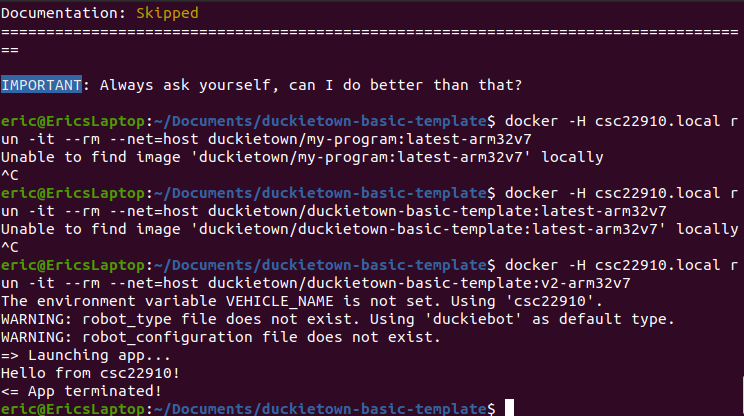 Documentation: Skipped
================================================================================
==
IMPORTANT: Always ask yourself, can I do better than that?
eric@EricsLaptop:~/Documents/duckietown-basic-template$ docker -H csc22910.local r
un -it --rm --net=host duckietown/my-program:latest-arm32v7
Unable to find image 'duckietown/my-program:latest-arm32v7' locally
^C
eric@EricsLaptop:~/Documents/duckietown-basic-template$ docker -H csc22910.local r
un -it --rm --net=host duckietown/duckietown-basic-template:latest-arm32v7
Unable to find image 'duckietown/duckietown-basic-template:latest-arm32v7' locally
^C
eric@EricsLaptop:~/Documents/duckietown-basic-template$ docker -H csc22910.local r
un -it --rm --net=host duckietown/duckietown-basic-template:v2-arm32v7
The environment variable VEHICLE_NAME is not set. Using 'csc22910'.
WARNING: robot_type file does not exist. Using 'duckiebot' as default type.
WARNING: robot_configuration file does not exist.
=> Launching app...
Hello from csc22910!
<= App terminated!
eric@EricsLaptop:~/Documents/duckietown-basic-template$